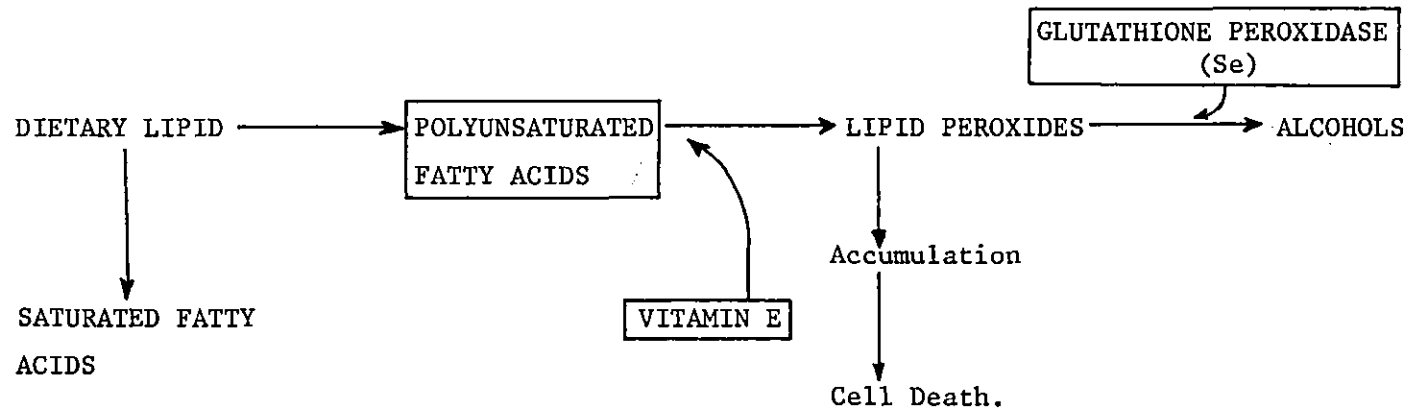 GLUTATHIONE PEROXIDASE
(Se)
DIETARY LIPID
POLYUNSATURATED
FATTY ACIDS
LIPID PEROXIDES
ALCOHOLS
Accumulation
SATURATED FATTY
ACIDS
VITAMIN E
Cell Death.